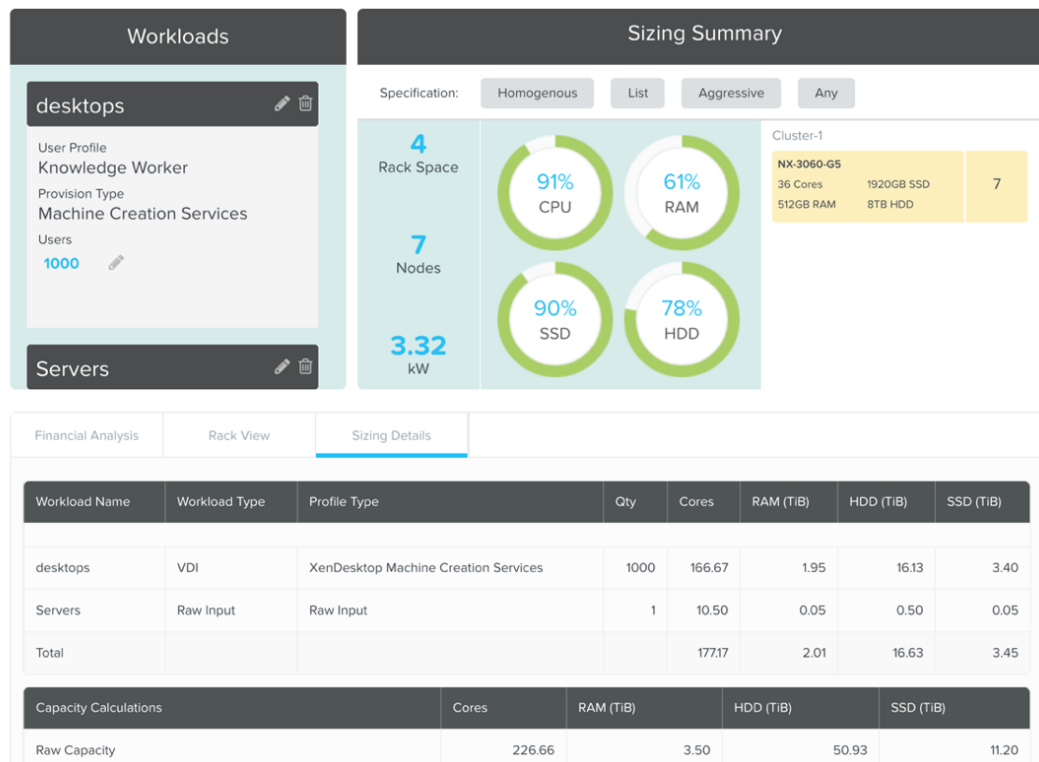 Workloads
desktops
User Profile
Knowledge Worker
Provision Type
Machine Creation Services
Users
1000
Servers
Sizing Summary
Specification: Homogenous List Aggressive Any
4
Rack Space
7
Nodes
3.32
kW
91%
CPU
61%
RAM
90%
SSD
78%
HDD
Cluster-1
NX-3060-G5
36 Cores 1920GB SSD
512GB RAM 8TB HDD
7
Financial Analysis Rack View Sizing Details
Workload Name Workload Type Profile Type Qty Cores RAM (TiB) HDD (TiB) SSD (TiB)
desktops VDI XenDesktop Machine Creation Services 1000 166.67 1.95 16.13 3.40
Servers Raw Input Raw Input 1 10.50 0.05 0.50 0.05
Total 177.17 2.01 16.63 3.45
Capacity Calculations Cores RAM (TiB) HDD (TiB) SSD (TiB)
Raw Capacity 226.66 3.50 50.93 11.20